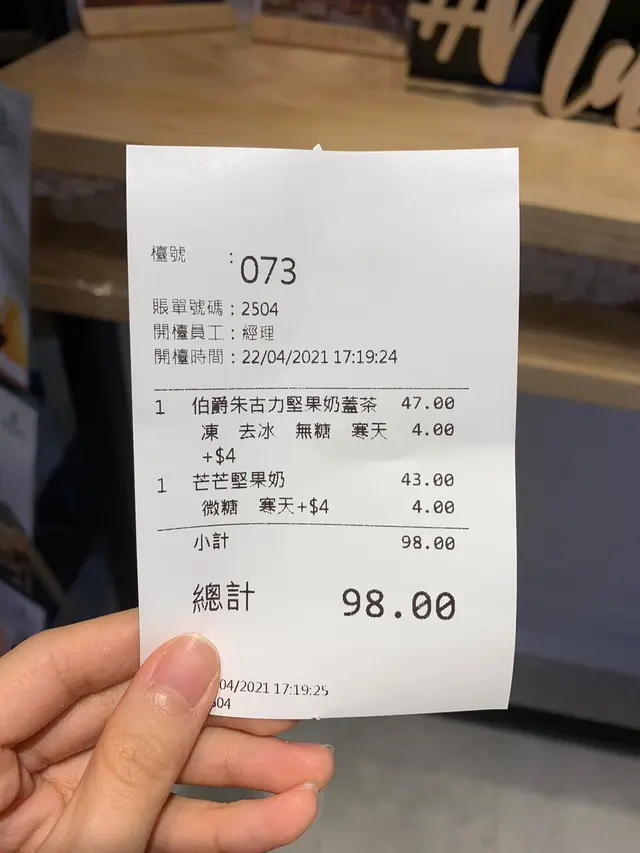 #Nu
檯號 : 073
賬單號碼 : 2504
開檯員工 : 經理
開檯時間 : 22/04/2021 17:19:24
1 伯爵朱古力堅果奶蓋茶 47.00
凍 去冰 無糖 寒天 4.00
+$4
1 芒芒堅果奶 43.00
微糖 寒天+$4 4.00
小計 98.00
總計 98.00
04/2021 17:19:25
04